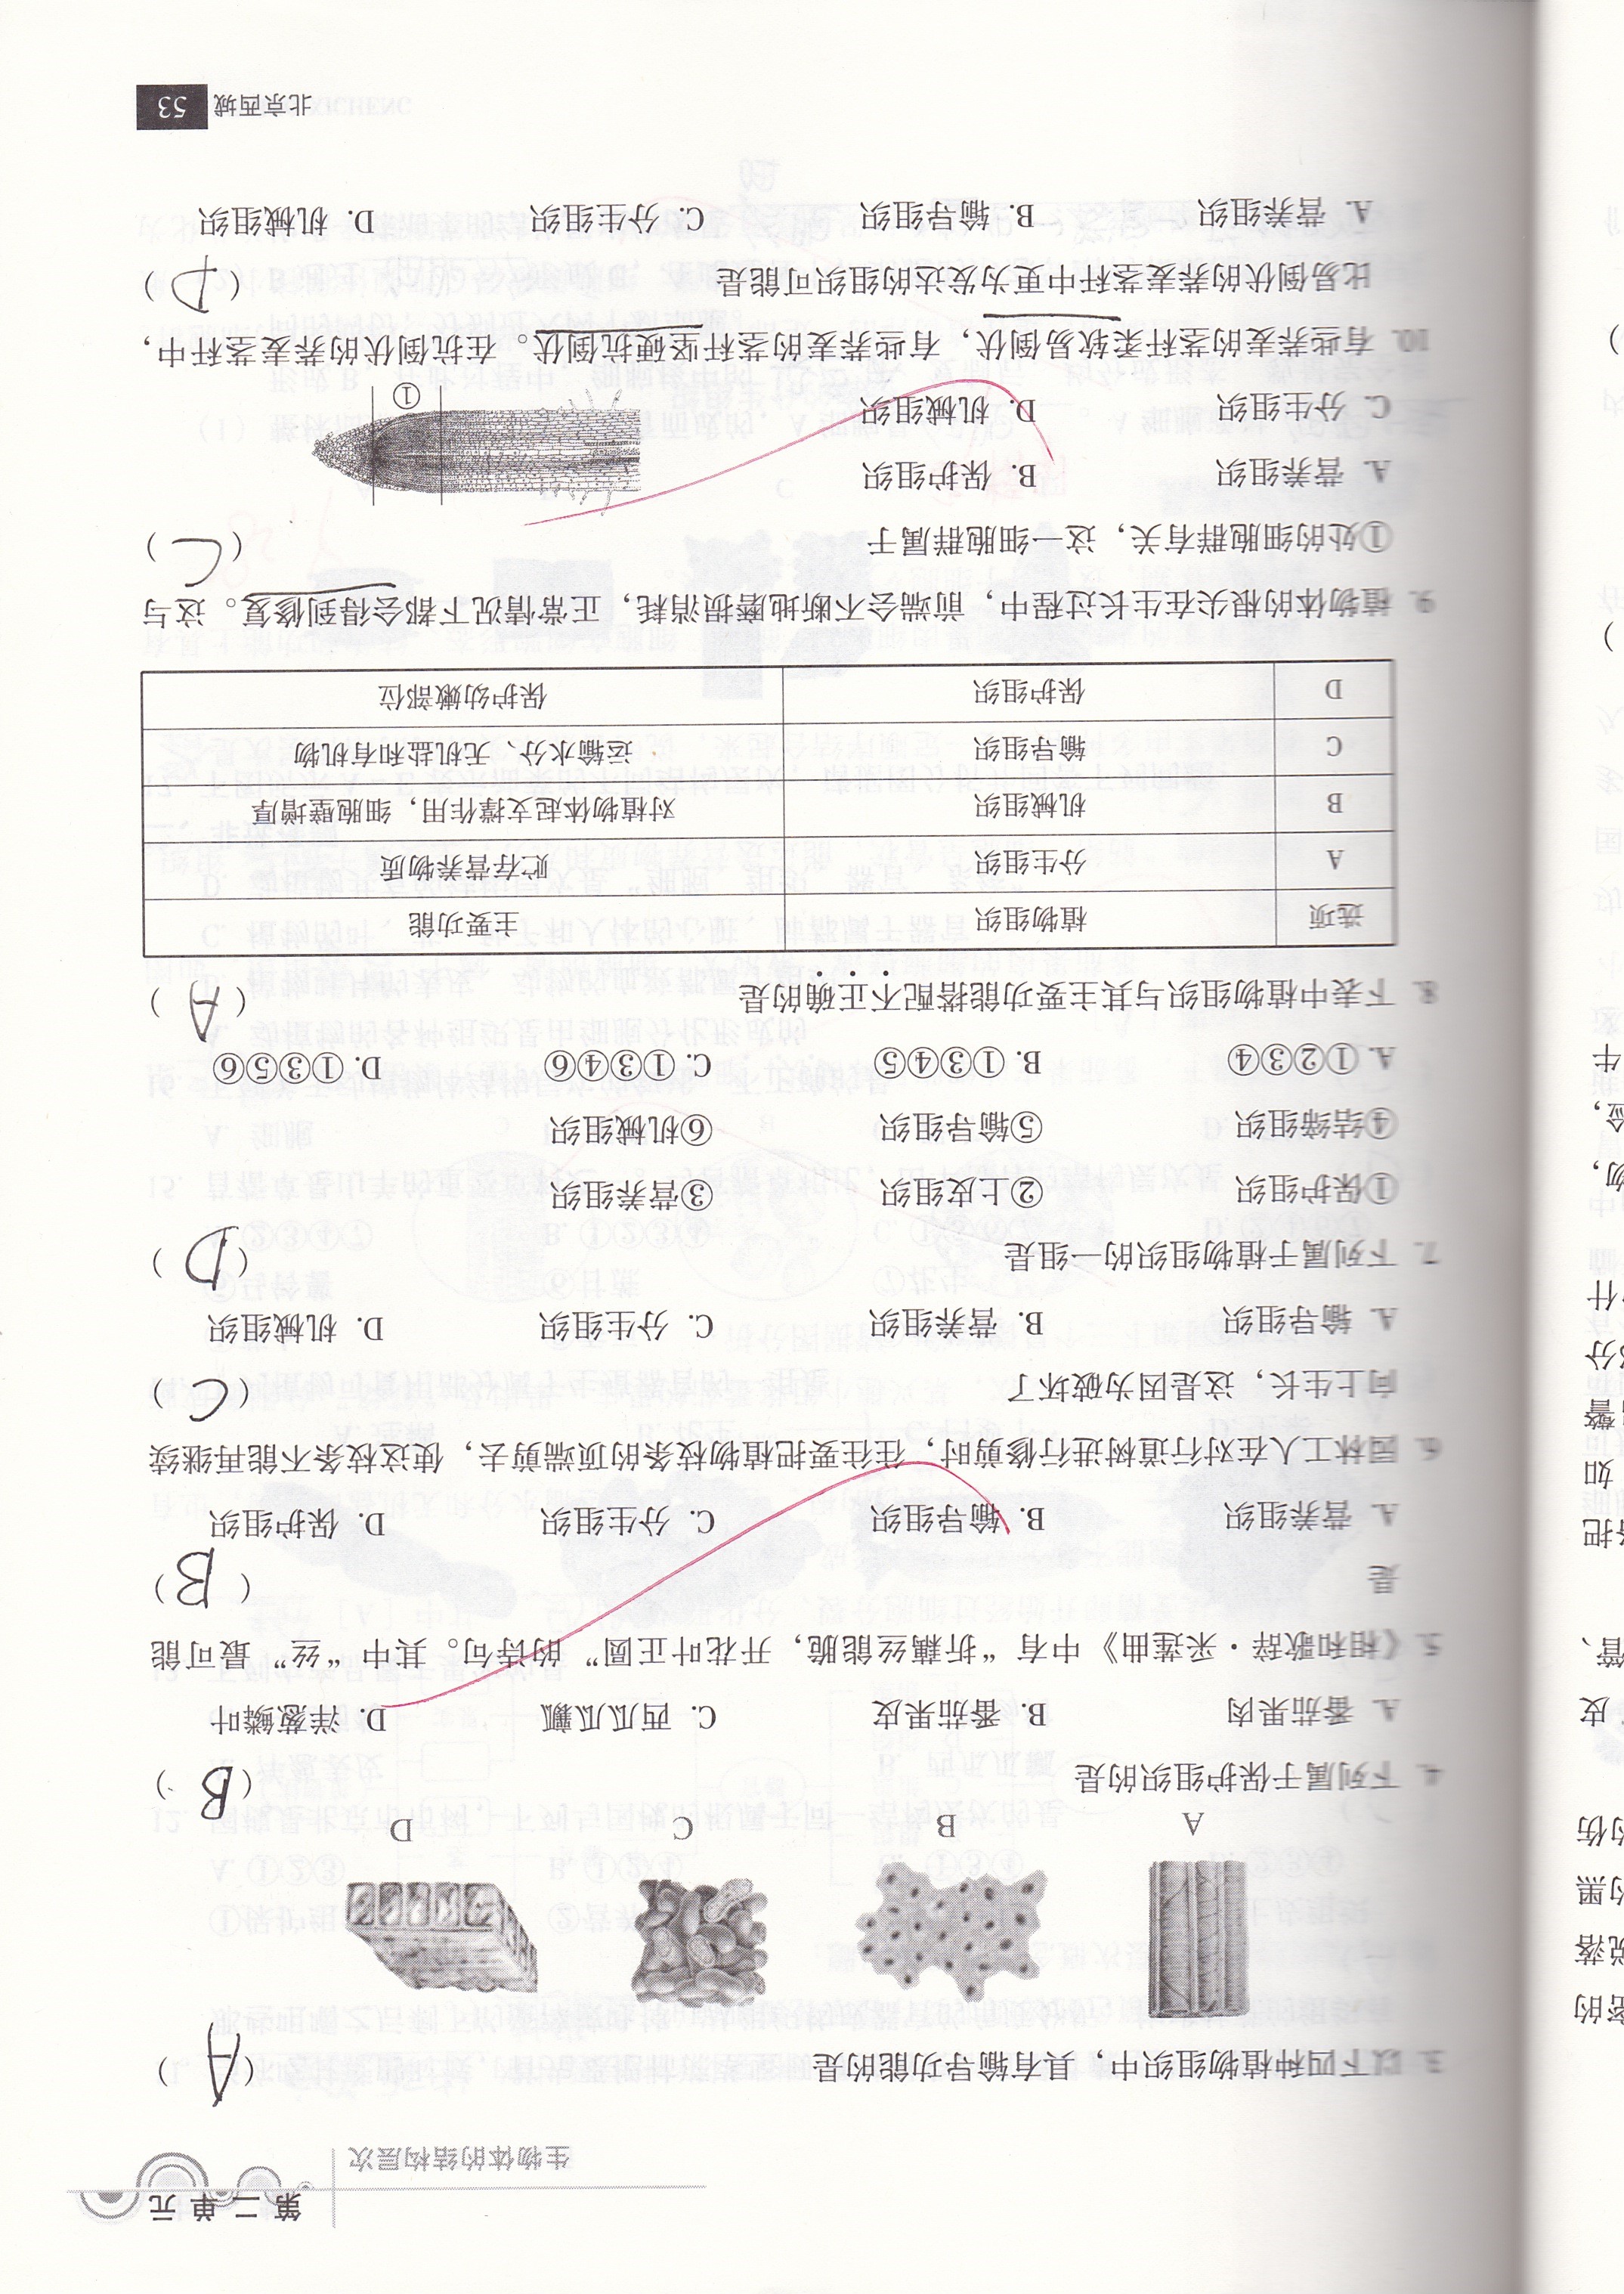 第二单元
生物体的结构层次
3. 以下四种植物组织中，具有输导功能的是 ( A )
A B C D
4. 下列属于保护组织的是 ( B )
A. 番茄果肉 B. 番茄果皮 C. 西瓜瓜瓤 D. 洋葱鳞叶
5.《相和歌辞·采莲曲》中有“折藕丝能脆，开花叶正圆”的诗句。其中“丝”最可能
是 ( B )
A. 营养组织 B. 输导组织 C. 分生组织 D. 保护组织
6. 园林工人在对行道树进行修剪时，往往要把植物枝条的顶端剪去，使这枝条不能再继续
向上生长，这是因为破坏了 ( C )
A. 输导组织 B. 营养组织 C. 分生组织 D. 机械组织
7. 下列属于植物组织的一组是 ( D )
①保护组织 ②上皮组织 ③营养组织
④结缔组织 ⑤输导组织 ⑥机械组织
A. ①②③④ B. ①③④⑤ C. ①③④⑥ D. ①③⑤⑥
8. 下表中植物组织与其主要功能搭配不正确的是 ( A )
选项 植物组织 主要功能
A 分生组织 贮存营养物质
B 机械组织 对植物体起支撑作用，细胞壁增厚
C 输导组织 运输水分、无机盐和有机物
D 保护组织 保护幼嫩部位
9. 植物体的根尖在生长过程中，前端会不断地磨损消耗，正常情况下都会得到修复。这与
①处的细胞群有关，这一细胞群属于 ( C )
A. 营养组织 B. 保护组织
C. 分生组织 D. 机械组织
①
10. 有些荞麦的茎秆柔软易倒伏，有些荞麦的茎秆坚硬抗倒伏。在抗倒伏的荞麦茎秆中，
比易倒伏的荞麦茎秆中更为发达的组织可能是 ( D )
A. 营养组织 B. 输导组织 C. 分生组织 D. 机械组织
北京西城 53